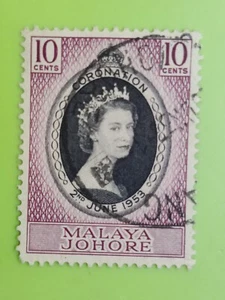 10 10
CENTS CENTS
CORONATION
2ND JUNE 1953
MALAYA
JOHORE